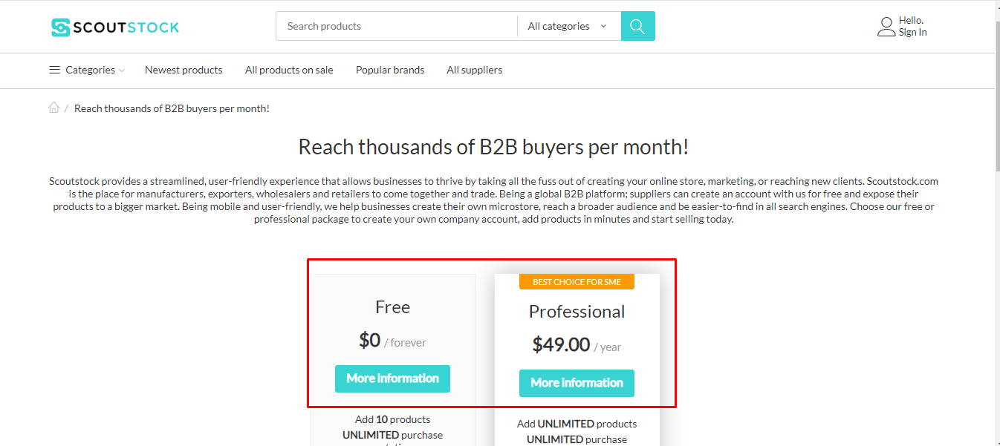 SCOUTSTOCK
Search products
All categories
Hello.
Sign In
Categories
Newest products
All products on sale
Popular brands
All suppliers
/ Reach thousands of B2B buyers per month!
Reach thousands of B2B buyers per month!
Scoutstock provides a streamlined, user-friendly experience that allows businesses to thrive by taking all the fuss out of creating your online store, marketing, or reaching new clients. Scoutstock.com
is the place for manufacturers, exporters, wholesalers and retailers to come together and trade. Being a global B2B platform; suppliers can create an account with us for free and expose their
products to a bigger market. Being mobile and user-friendly, we help businesses create their own microstore, reach a broader audience and be easier-to-find in all search engines. Choose our free or
professional package to create your own company account, add products in minutes and start selling today.
Free
$0 / forever
More information
Add 10 products
UNLIMITED purchase
BEST CHOICE FOR SME
Professional
$49.00 / year
More information
Add UNLIMITED products
UNLIMITED purchase